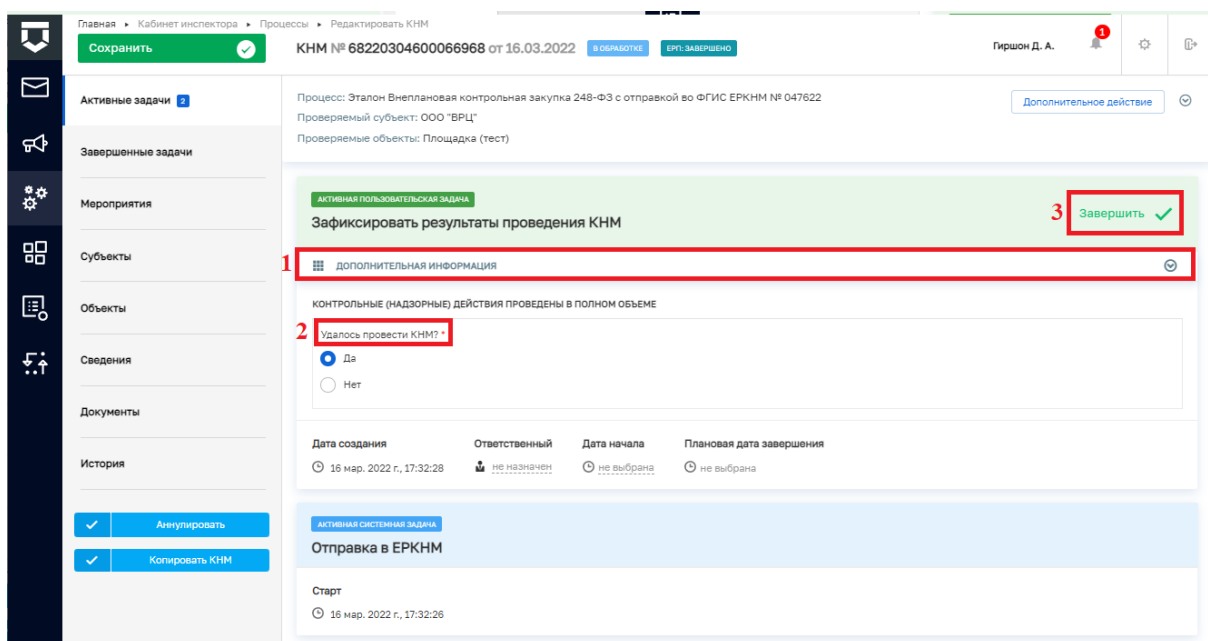 Главная ▸ Кабинет инспектора ▸ Процессы ▸ Редактировать КНМ
Сохранить
КНМ № 68220304600066968 от 16.03.2022 В ОБРАБОТКЕ ЕРП: ЗАВЕРШЕНО
Гиршон Д. А.
1
Активные задачи 2
Завершенные задачи
Мероприятия
Субъекты
Объекты
Сведения
Документы
История
Аннулировать
Копировать КНМ
Процесс: Эталон Внеплановая контрольная закупка 248-ФЗ с отправкой во ФГИС ЕРКНМ № 047622
Дополнительное действие
Проверяемый субъект: ООО "ВРЦ"
Проверяемые объекты: Площадка (тест)
АКТИВНАЯ ПОЛЬЗОВАТЕЛЬСКАЯ ЗАДАЧА
Зафиксировать результаты проведения КНМ
3 Завершить
1 ДОПОЛНИТЕЛЬНАЯ ИНФОРМАЦИЯ
КОНТРОЛЬНЫЕ (НАДЗОРНЫЕ) ДЕЙСТВИЯ ПРОВЕДЕНЫ В ПОЛНОМ ОБЪЕМЕ
2 Удалось провести КНМ? *
Да
Нет
Дата создания Ответственный Дата начала Плановая дата завершения
16 мар. 2022 г., 17:32:28 не назначен не выбрана не выбрана
АКТИВНАЯ СИСТЕМНАЯ ЗАДАЧА
Отправка в ЕРКНМ
Старт
16 мар. 2022 г., 17:32:26